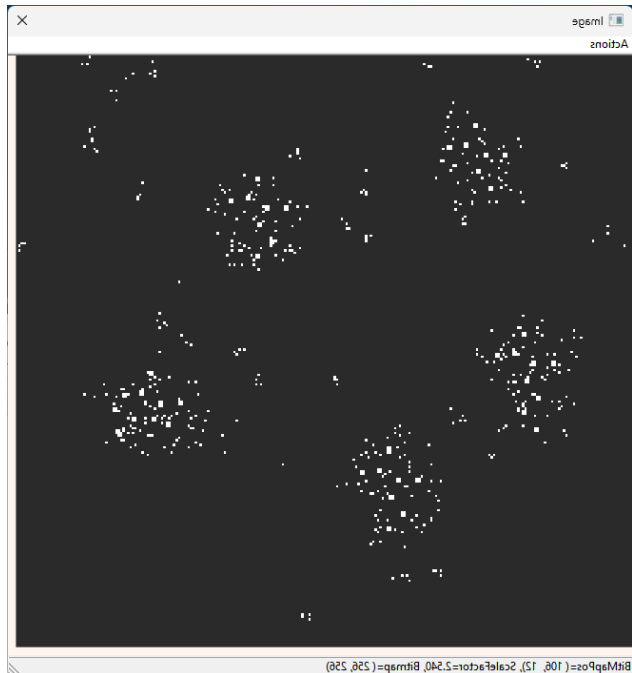 Image
Actions
BitMapPos=( 106, 12), ScaleFactor=2.540, Bitmap=( 256, 256)